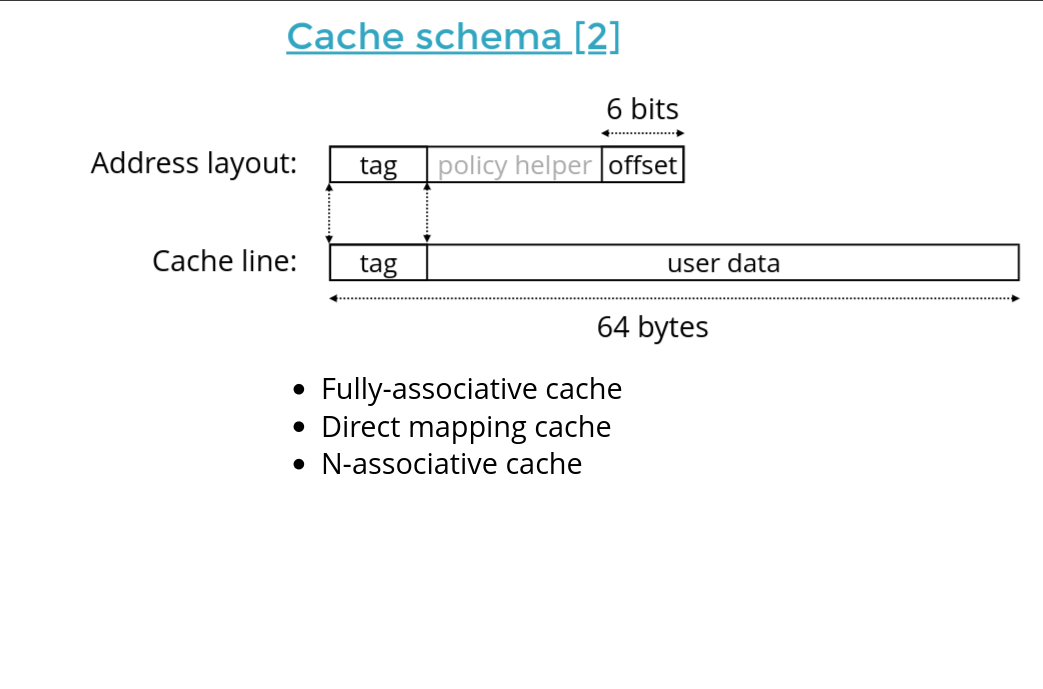 Cache schema [2]
6 bits
Address layout: tag policy helper offset
Cache line: tag user data
64 bytes
• Fully-associative cache
• Direct mapping cache
• N-associative cache